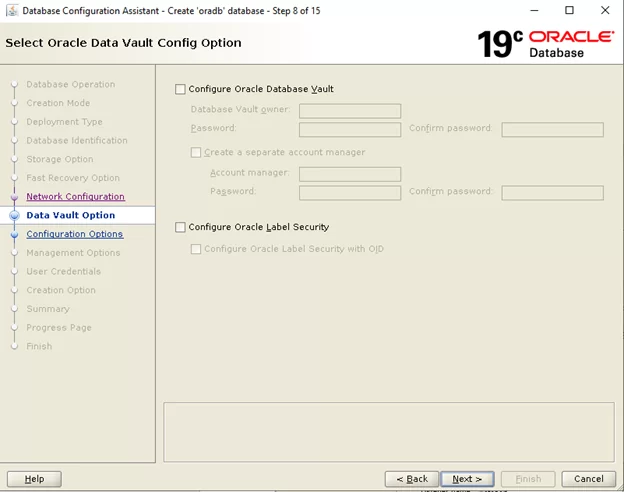 Database Configuration Assistant - Create 'oradb' database - Step 8 of 15
Select Oracle Data Vault Config Option
19c ORACLE
Database
Database Operation
Creation Mode
Deployment Type
Database Identification
Storage Option
Fast Recovery Option
Network Configuration
Data Vault Option
Configuration Options
Management Options
User Credentials
Creation Option
Summary
Progress Page
Finish
Configure Oracle Database Vault
Database Vault owner:
Password: Confirm password:
Create a separate account manager
Account manager:
Password: Confirm password:
Configure Oracle Label Security
Configure Oracle Label Security with OID
Help < Back Next > Finish Cancel